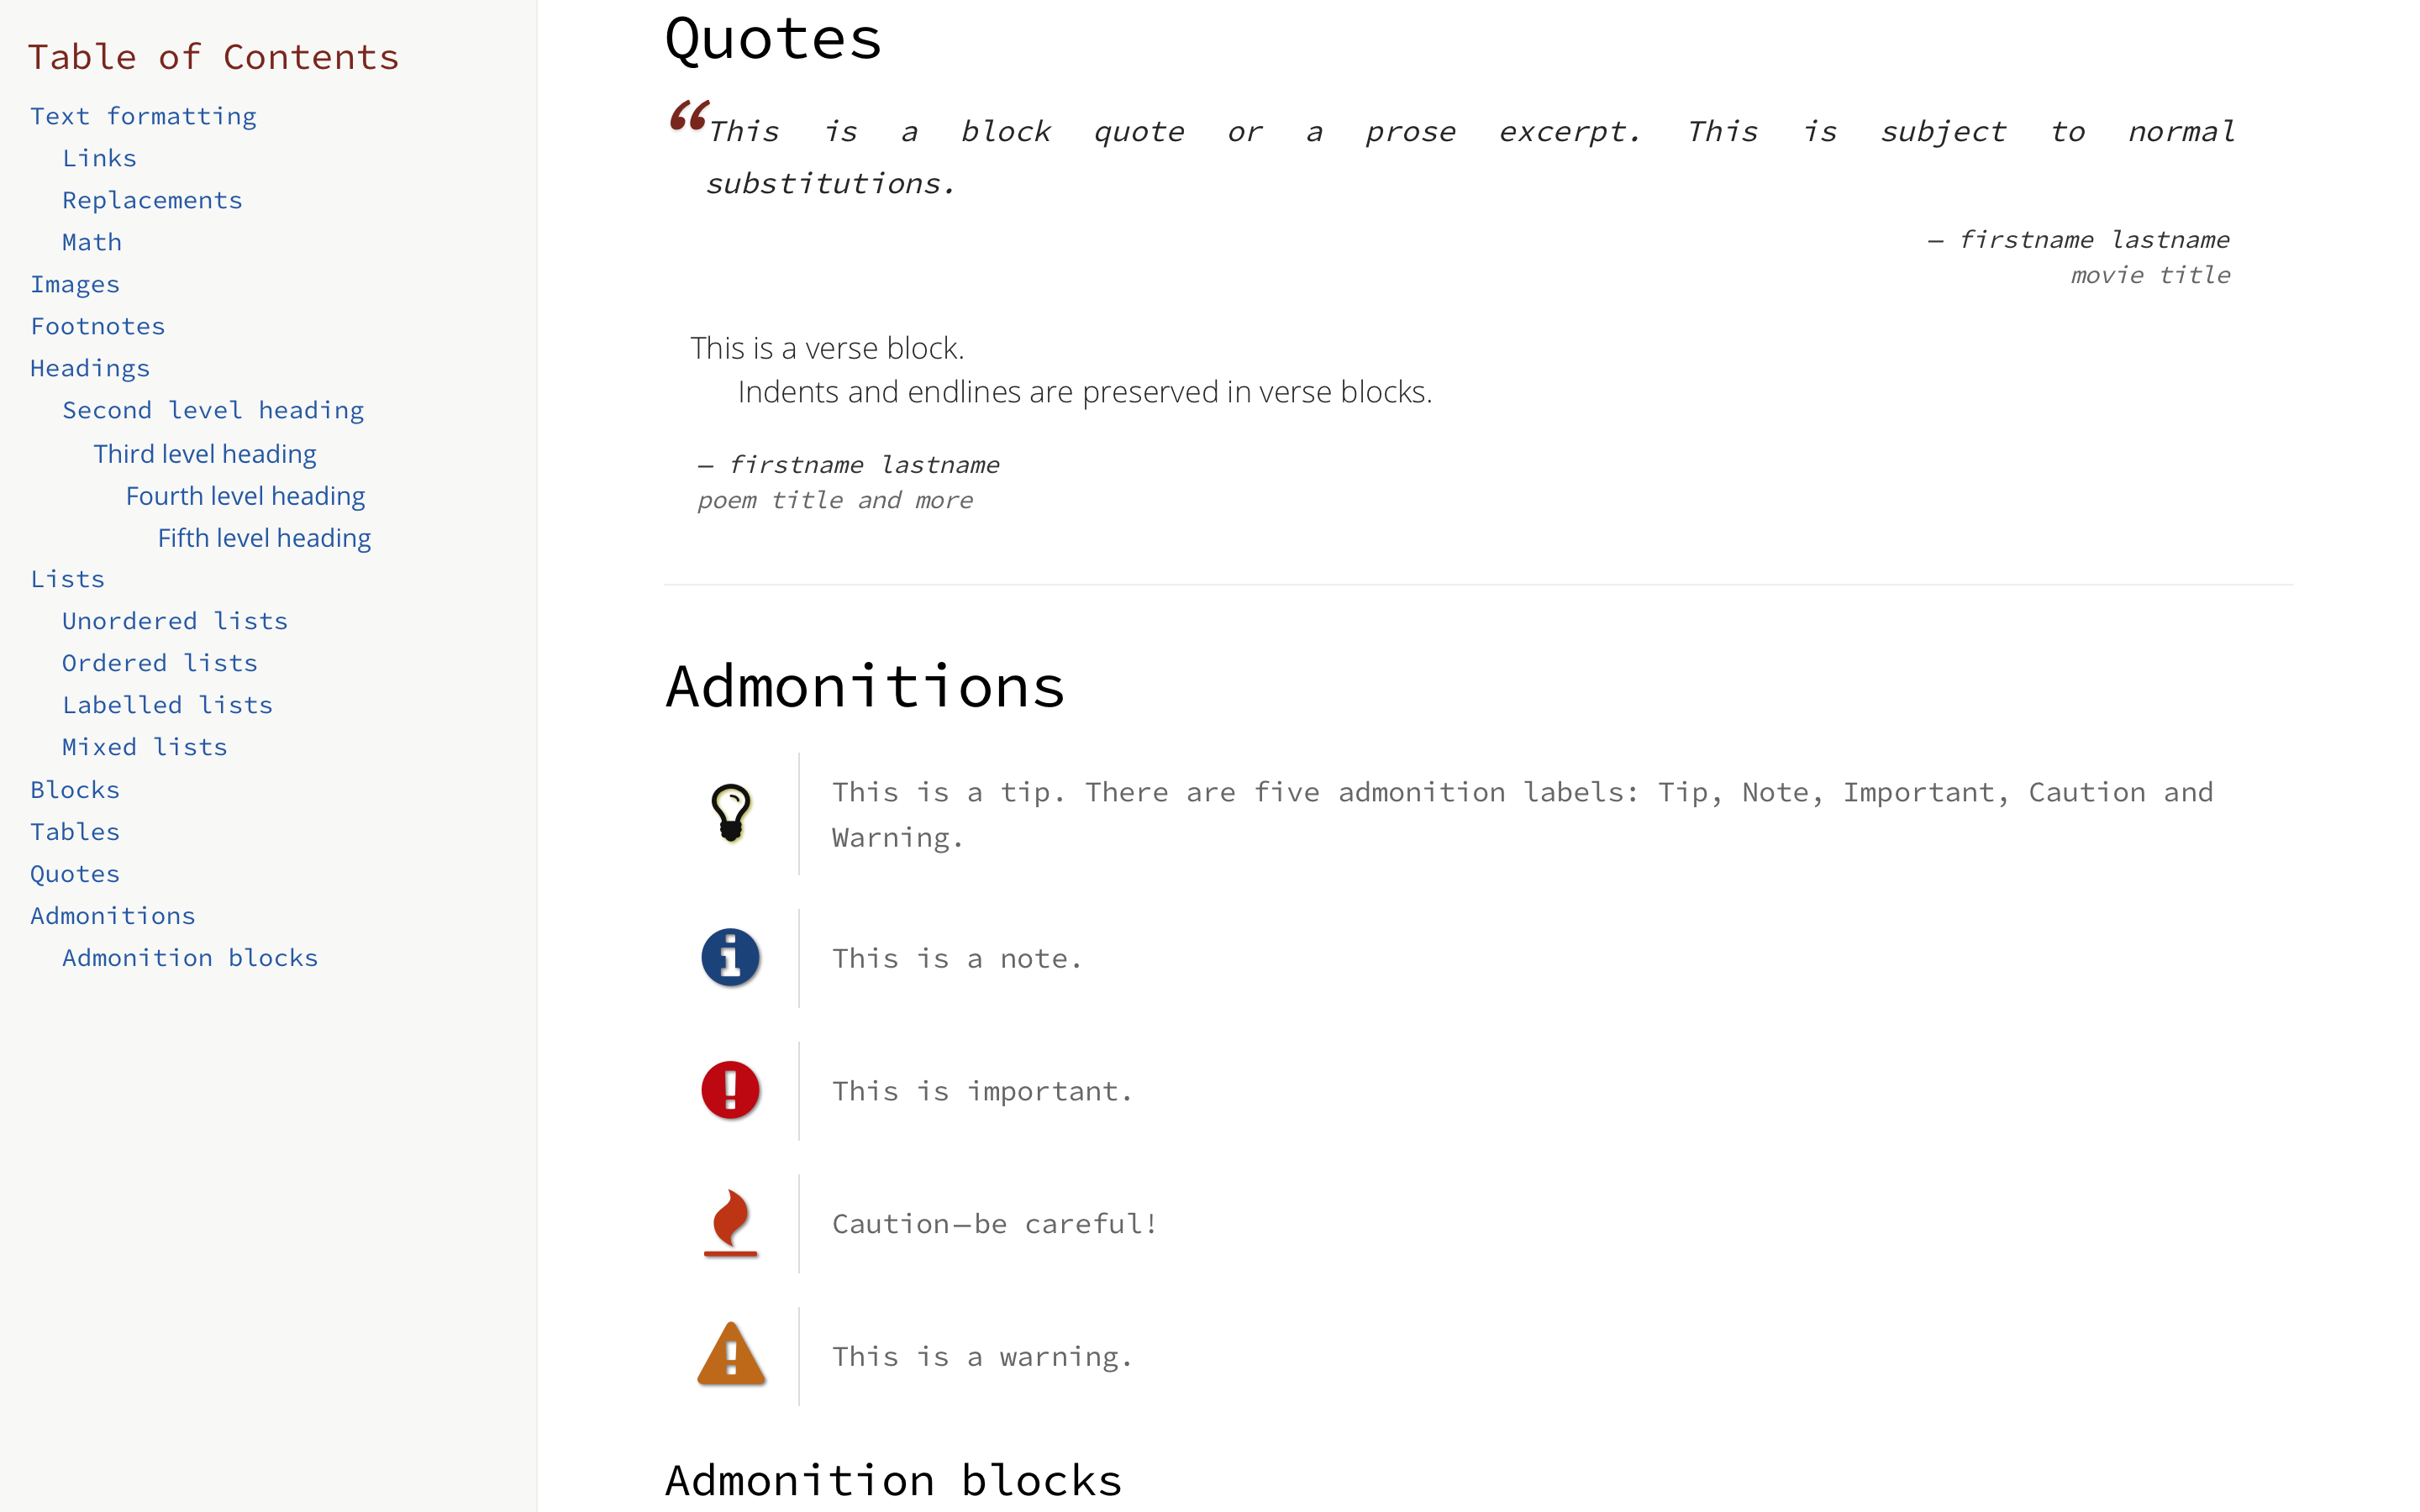 Table of Contents
Text formatting
Links
Replacements
Math
Images
Footnotes
Headings
Second level heading
Third level heading
Fourth level heading
Fifth level heading
Lists
Unordered lists
Ordered lists
Labelled lists
Mixed lists
Blocks
Tables
Quotes
Admonitions
Admonition blocks
Quotes
“This is a block quote or a prose excerpt. This is subject to normal
substitutions.
— firstname lastname
movie title
This is a verse block.
Indents and endlines are preserved in verse blocks.
— firstname lastname
poem title and more
Admonitions
This is a tip. There are five admonition labels: Tip, Note, Important, Caution and
Warning.
This is a note.
This is important.
Caution—be careful!
This is a warning.
Admonition blocks